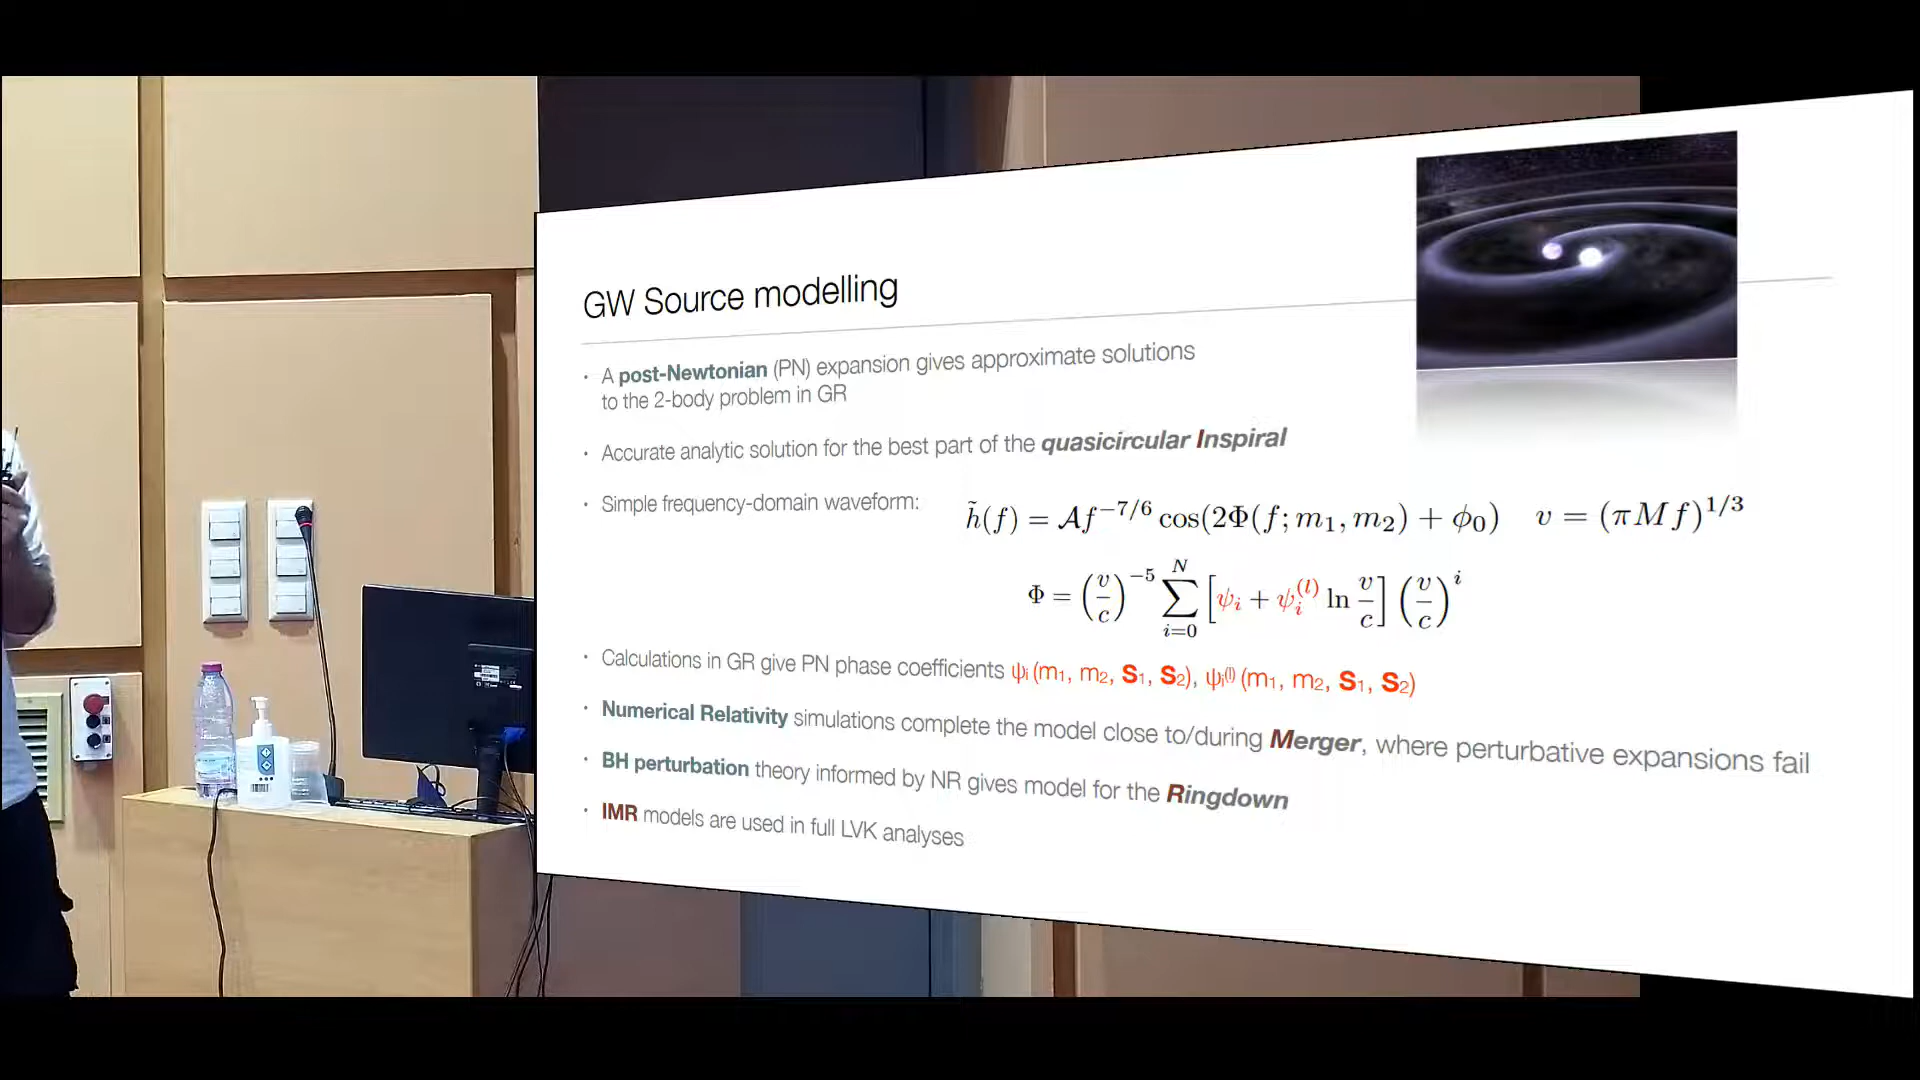 GW Source modelling
· A post-Newtonian (PN) expansion gives approximate solutions
to the 2-body problem in GR
· Accurate analytic solution for the best part of the quasicircular Inspiral
· Simple frequency-domain waveform: h̃(f) = 𝒜f^{−7/6} cos(2Φ(f; m₁, m₂) + ϕ₀) v = (πMf)^{1/3}
Φ = (v/c)^{−5} ∑_{i=0}^{N} [ψ_i + ψ_i^{(l)} ln v/c] (v/c)^i
· Calculations in GR give PN phase coefficients ψᵢ (m₁, m₂, S₁, S₂), ψᵢ⁽ˡ⁾ (m₁, m₂, S₁, S₂)
· Numerical Relativity simulations complete the model close to/during Merger, where perturbative expansions fail
· BH perturbation theory informed by NR gives model for the Ringdown
· IMR models are used in full LVK analyses